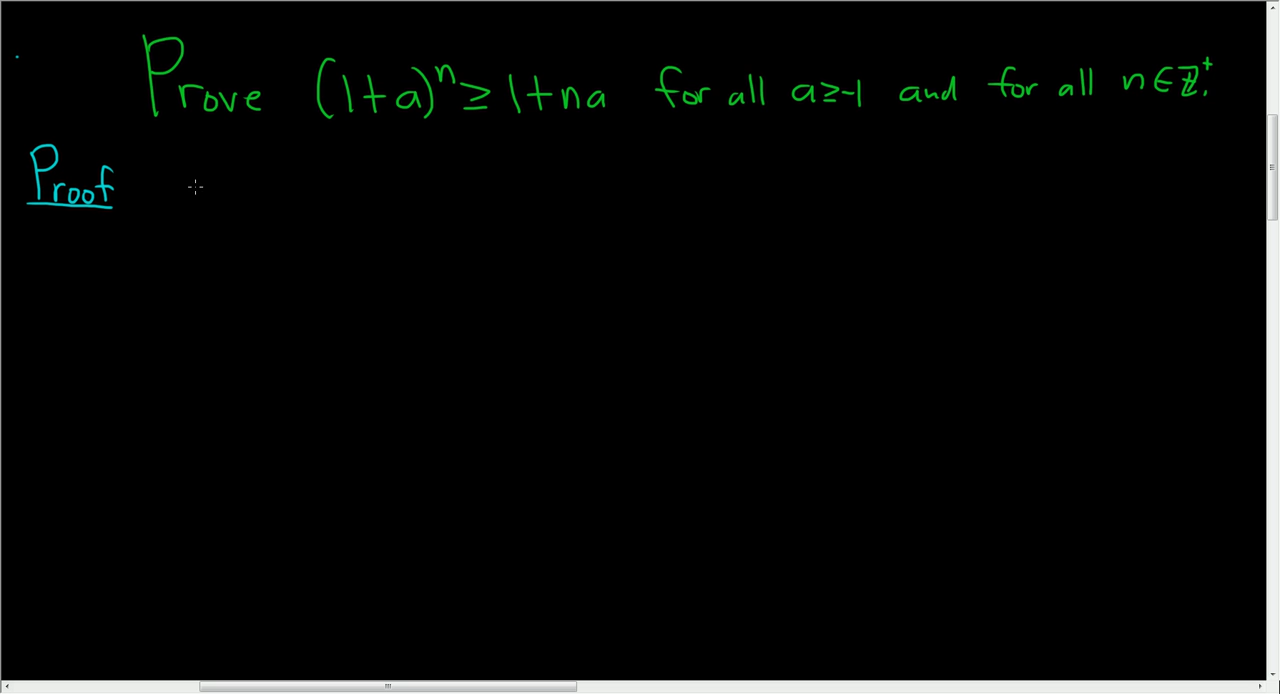 Prove (1+a)ⁿ ≥ 1+na for all a≥-1 and for all n∈ℤ⁺.
Proof